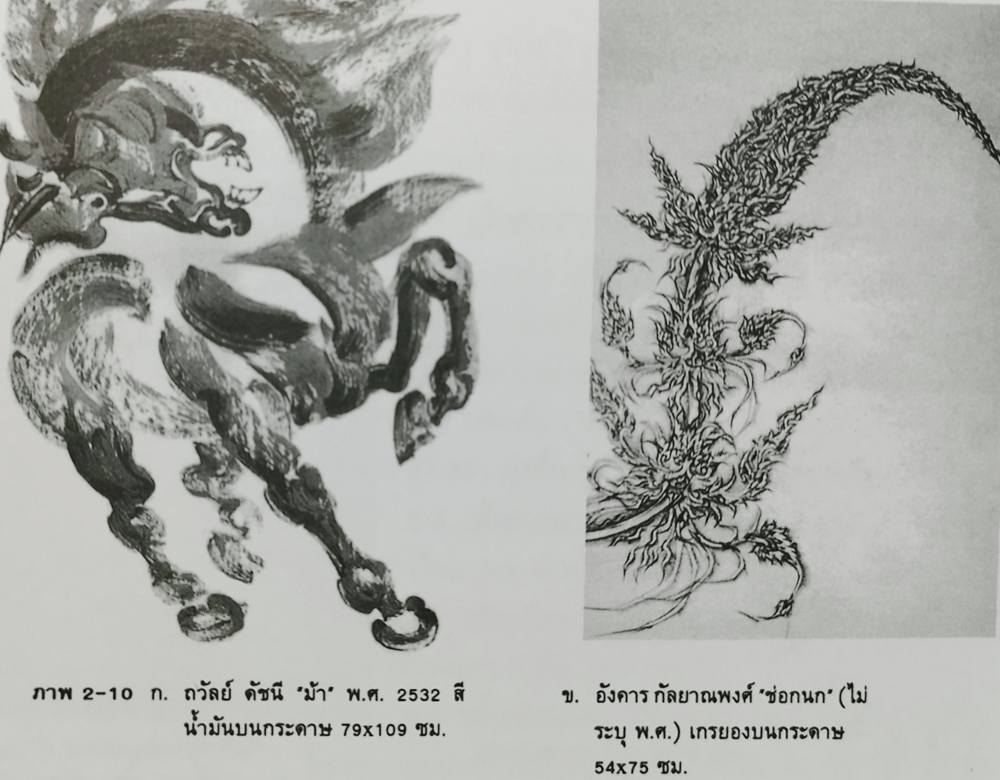 ภาพ 2-10 ก. ถวัลย์ ดัชนี "ม้า" พ.ศ. 2532 สี
น้ำมันบนกระดาษ 79x109 ซม.
ข. อังคาร กัลยาณพงศ์ "ช่อกนก" (ไม่
ระบุ พ.ศ.) เกรยองบนกระดาษ
54x75 ซม.